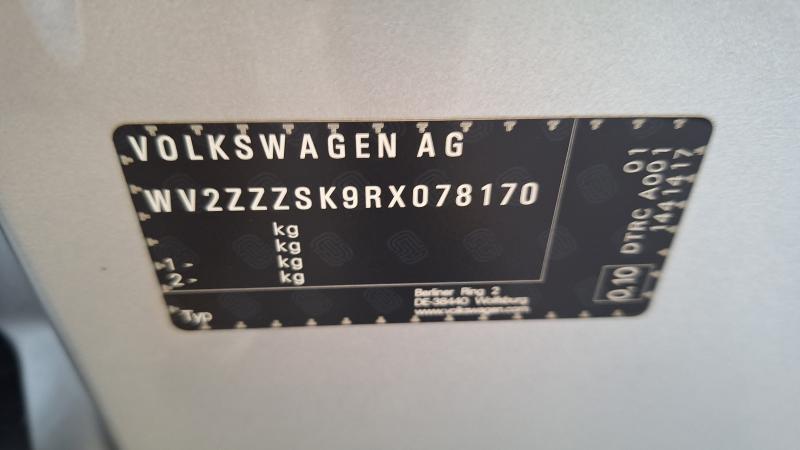 VOLKSWAGEN AG
WV2ZZZSK9RX078170
kg
kg
1 - kg
2 - kg
Typ
Berliner Ring 2
DE-38440 Wolfsburg
www.volkswagen.com
0.10
DTRC A001
01
1441417